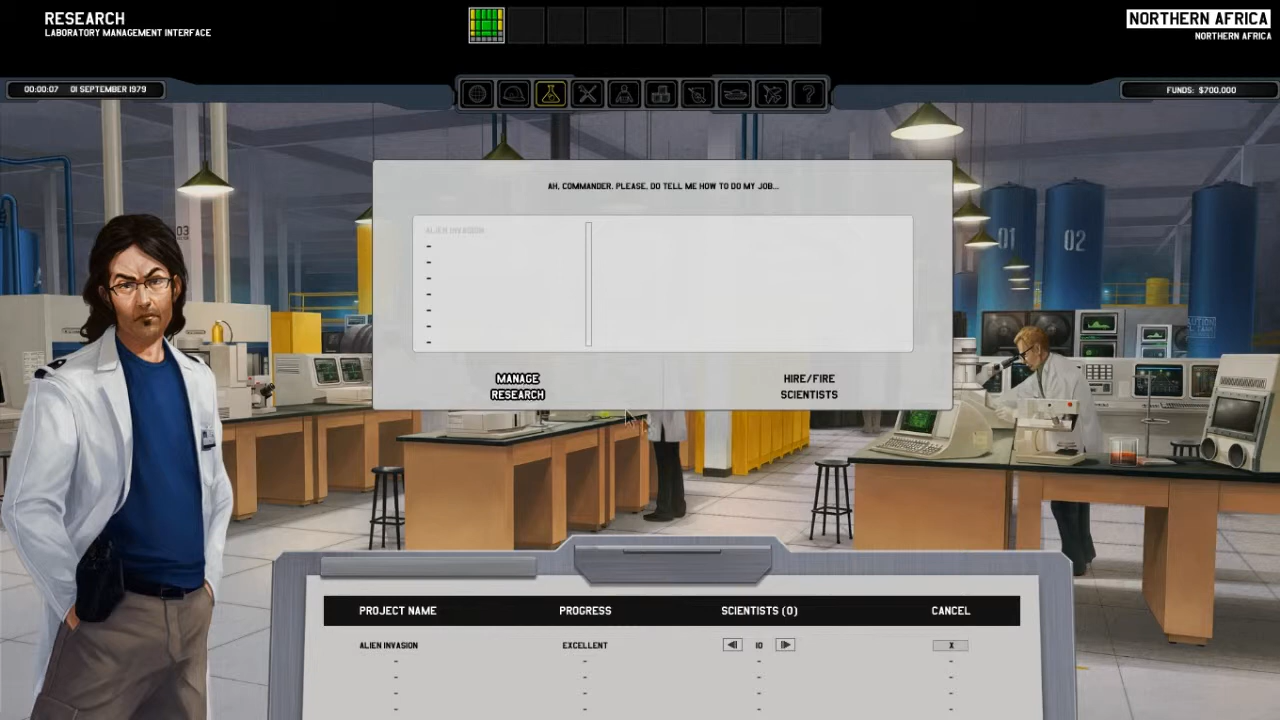 RESEARCH
LABORATORY MANAGEMENT INTERFACE
NORTHERN AFRICA
NORTHERN AFRICA
00:00:07 01 SEPTEMBER 1979
?
FUNDS: $700,000
AH, COMMANDER. PLEASE, DO TELL ME HOW TO DO MY JOB...
ALIEN INVASION
-
-
-
-
-
-
-
MANAGE
RESEARCH
HIRE/FIRE
SCIENTISTS
03
01
02
PROJECT NAME PROGRESS SCIENTISTS (0) CANCEL
ALIEN INVASION EXCELLENT 10 X
- - - -
- - - -
- - - -
- - - -